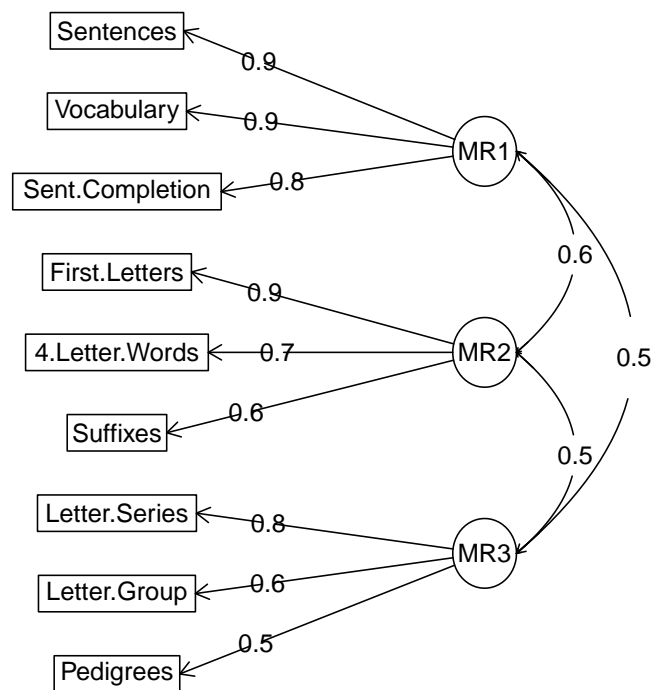 Sentences
0.9
Vocabulary
0.9
MR1
Sent.Completion
0.8
0.6
First.Letters
0.9
4.Letter.Words
0.7
MR2
0.5
Suffixes
0.6
0.5
Letter.Series
0.8
MR3
Letter.Group
0.6
0.5
Pedigrees